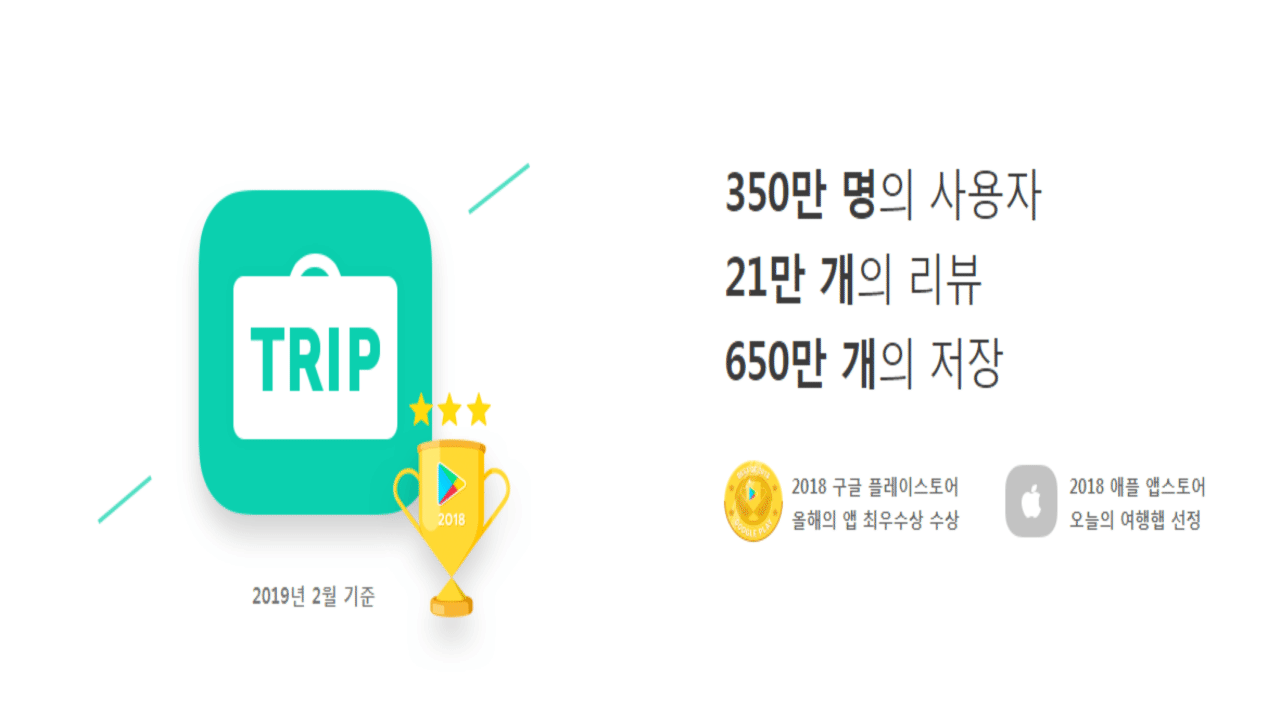 TRIP
2018
2019년 2월 기준
350만 명의 사용자
21만 개의 리뷰
650만 개의 저장
GOOGLE PLAY
2018 구글 플레이스토어
올해의 앱 최우수상 수상
2018 애플 앱스토어
오늘의 여행햅 선정